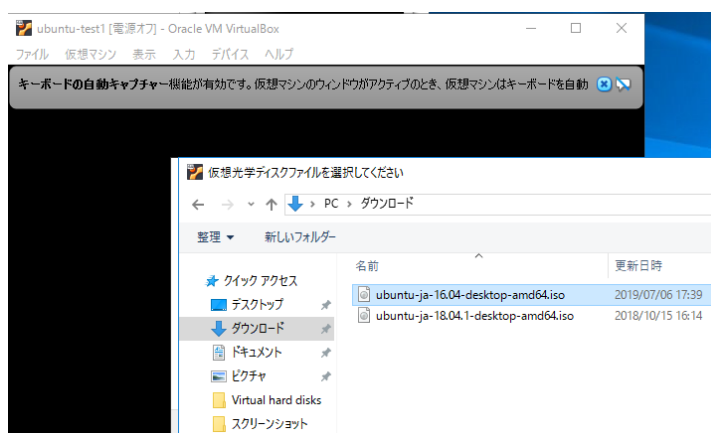 ubuntu-test1 [電源オフ] - Oracle VM VirtualBox
ファイル 仮想マシン 表示 入力 デバイス ヘルプ
キーボードの自動キャプチャー機能が有効です。仮想マシンのウィンドウがアクティブのとき、仮想マシンはキーボードを自動
仮想光学ディスクファイルを選択してください
PC › ダウンロード
整理 新しいフォルダー
名前 更新日時
クイック アクセス
デスクトップ
ダウンロード
ドキュメント
ピクチャ
Virtual hard disks
スクリーンショット
ubuntu-ja-16.04-desktop-amd64.iso 2019/07/06 17:39
ubuntu-ja-18.04.1-desktop-amd64.iso 2018/10/15 16:14